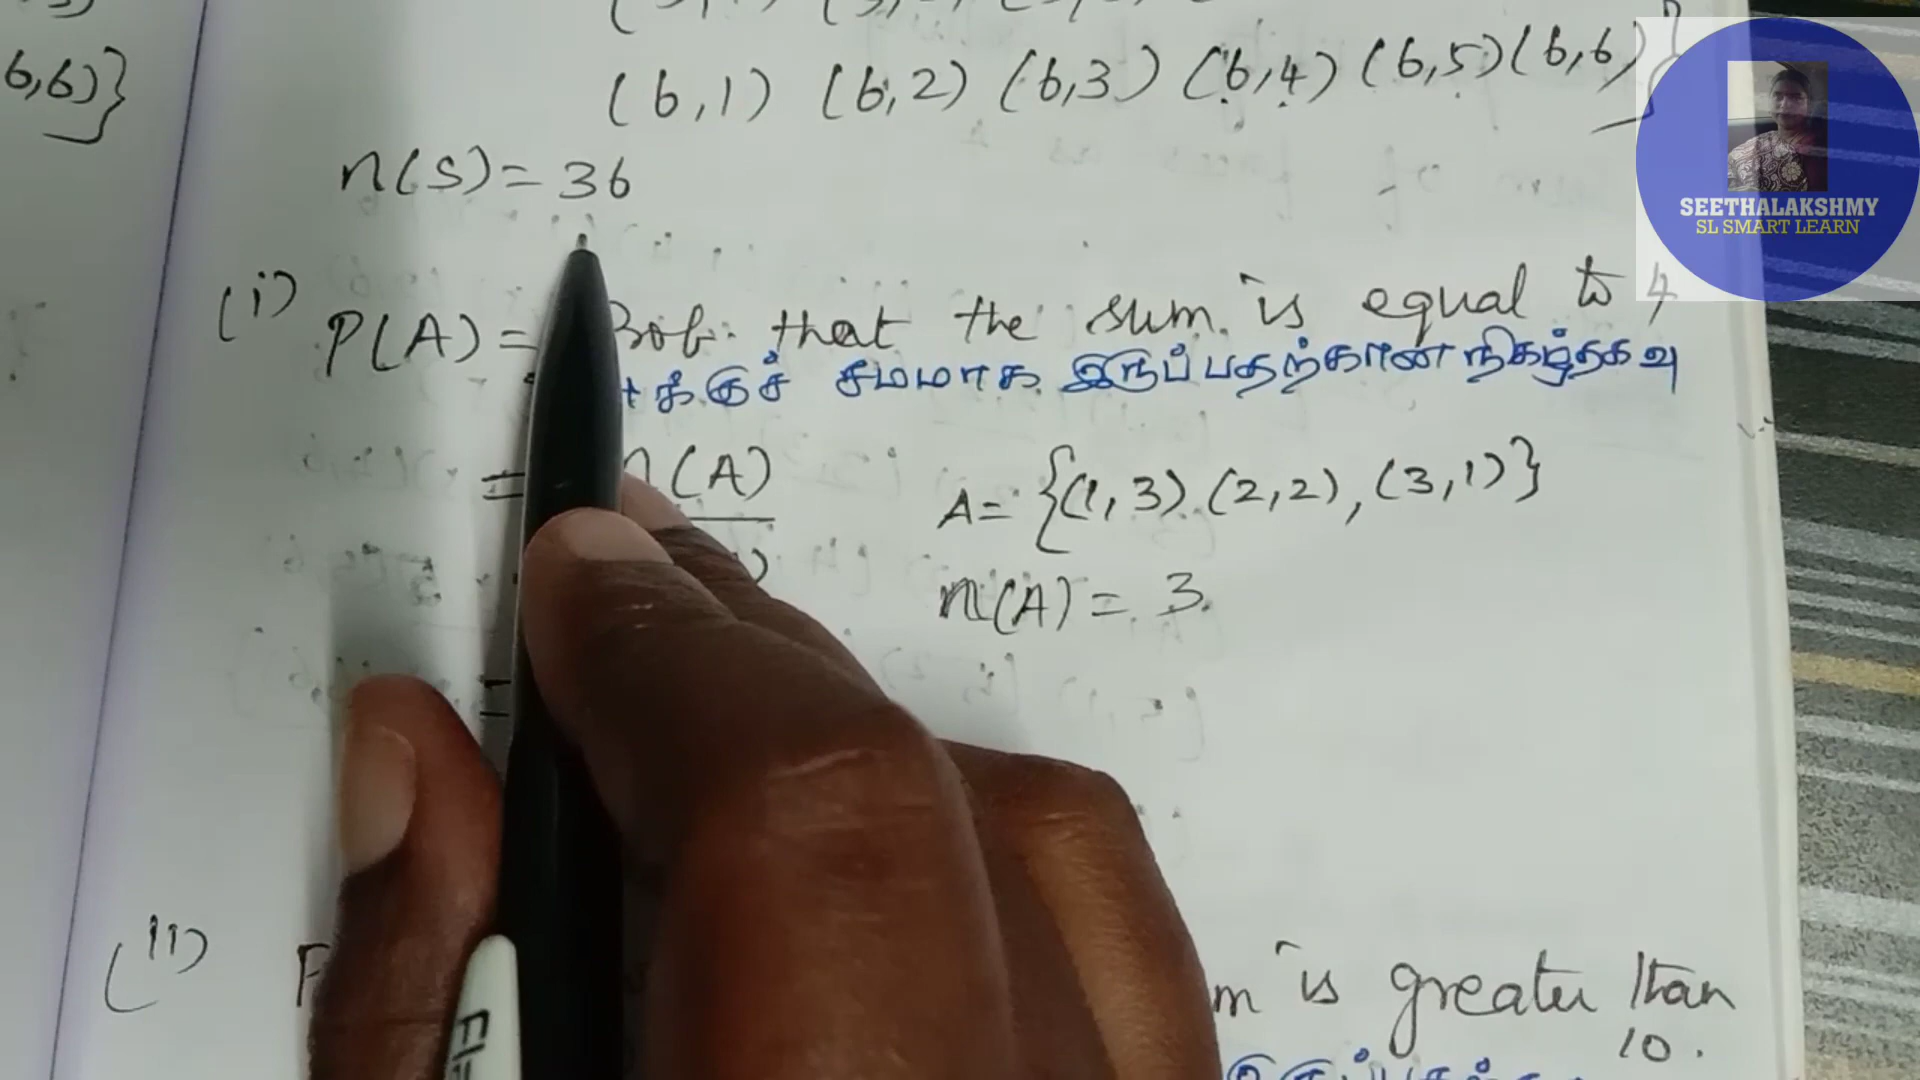 6,6)}
(6,1) (6,2) (6,3) (6,4) (6,5) (6,6)}
n(S) = 36
SEETHALAKSHMY
SL SMART LEARN
(i) P(A) = Prob. that the sum is equal to 4
க்குச் சமமாக இருப்பதற்கான நிகழ்தகவு
= n(A)
A = {(1,3) (2,2), (3,1)}
n(A) = 3.
=
(ii) is greater than
10.